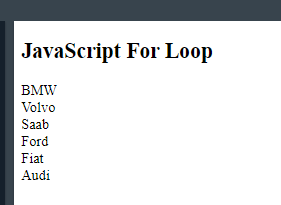 JavaScript For Loop
BMW
Volvo
Saab
Ford
Fiat
Audi